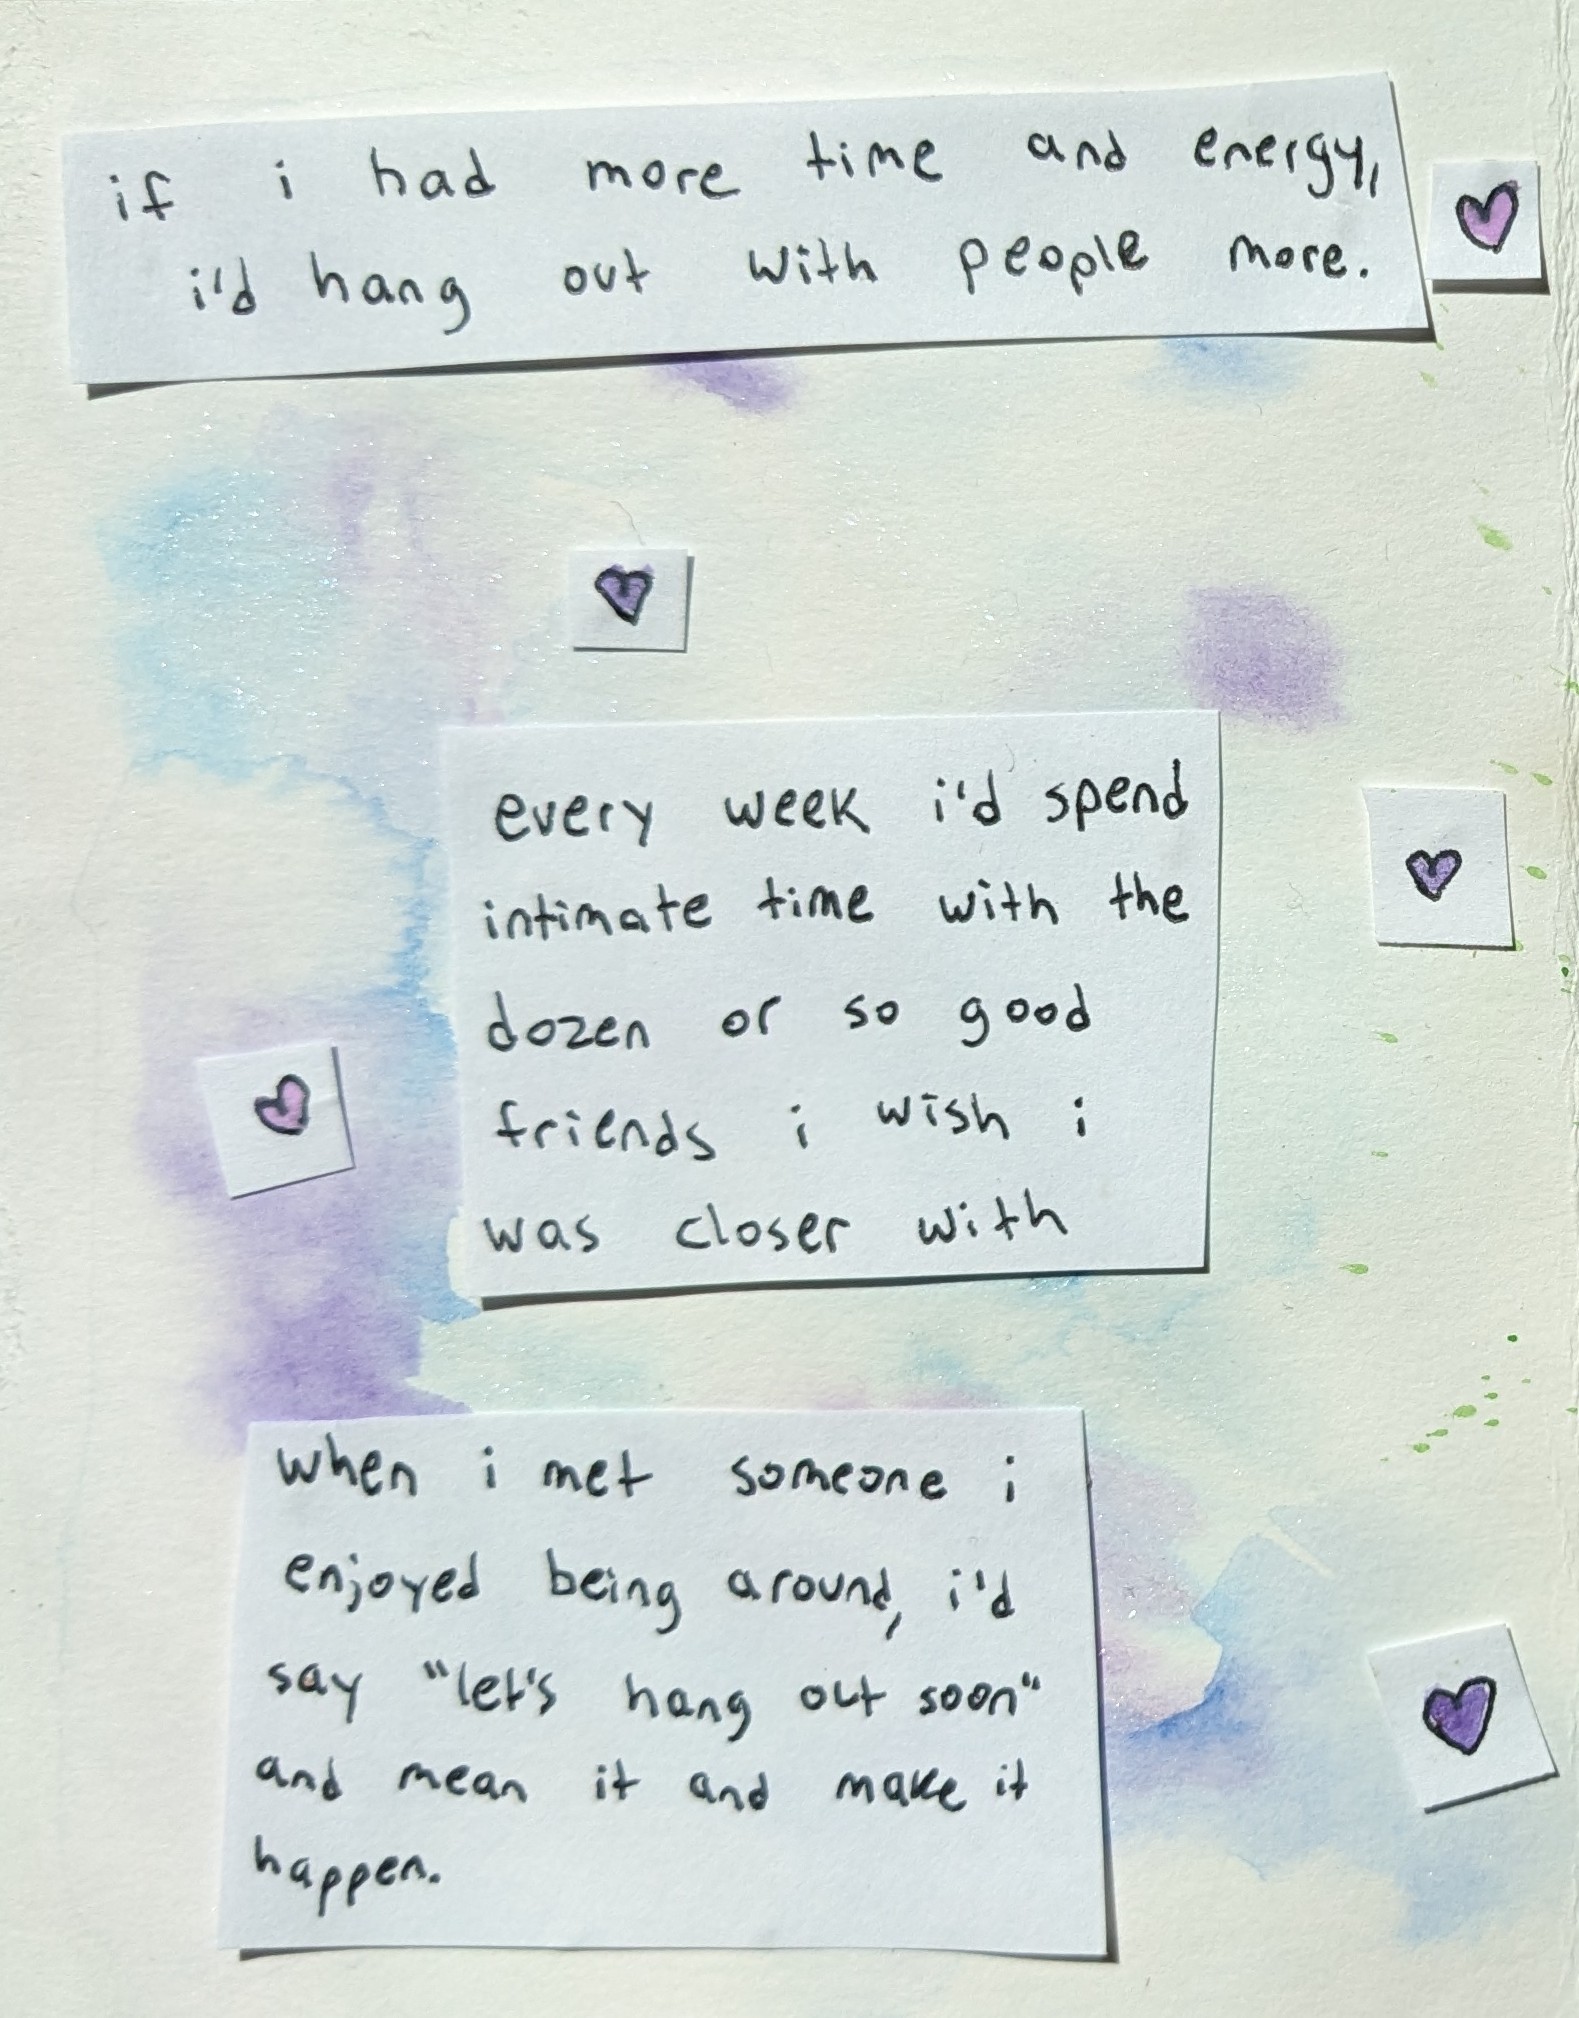 if i had more time and energy,
i'd hang out with people more.
every week i'd spend
intimate time with the
dozen or so good
friends i wish i
was closer with
when i met someone i
enjoyed being around, i'd
say "let's hang out soon"
and mean it and make it
happen.